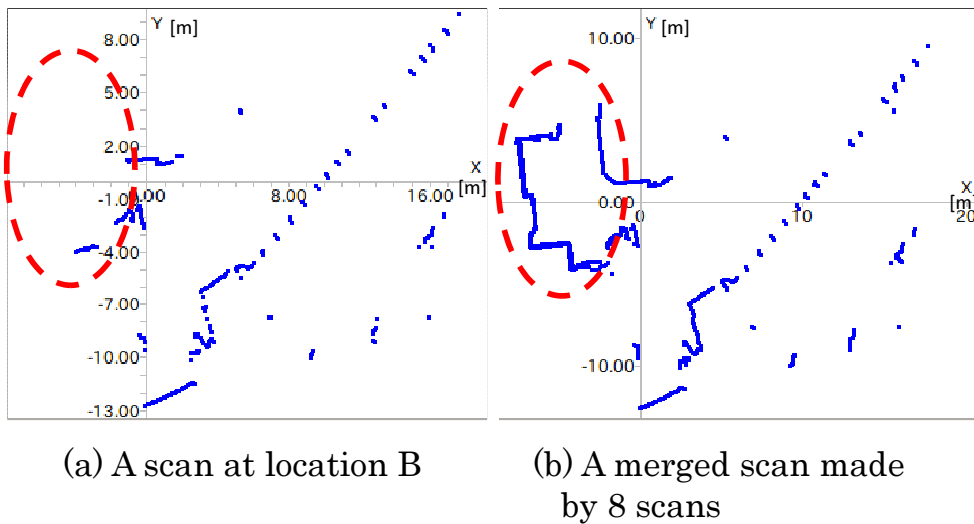 Y [m]
8.00
5.00
2.00
X
[m]
-1.00
0.00
8.00
16.00
-4.00
-7.00
-10.00
-13.00
Y [m]
10.00
X
[m]
0.00
0
10
20
-10.00
(a) A scan at location B
(b) A merged scan made
by 8 scans